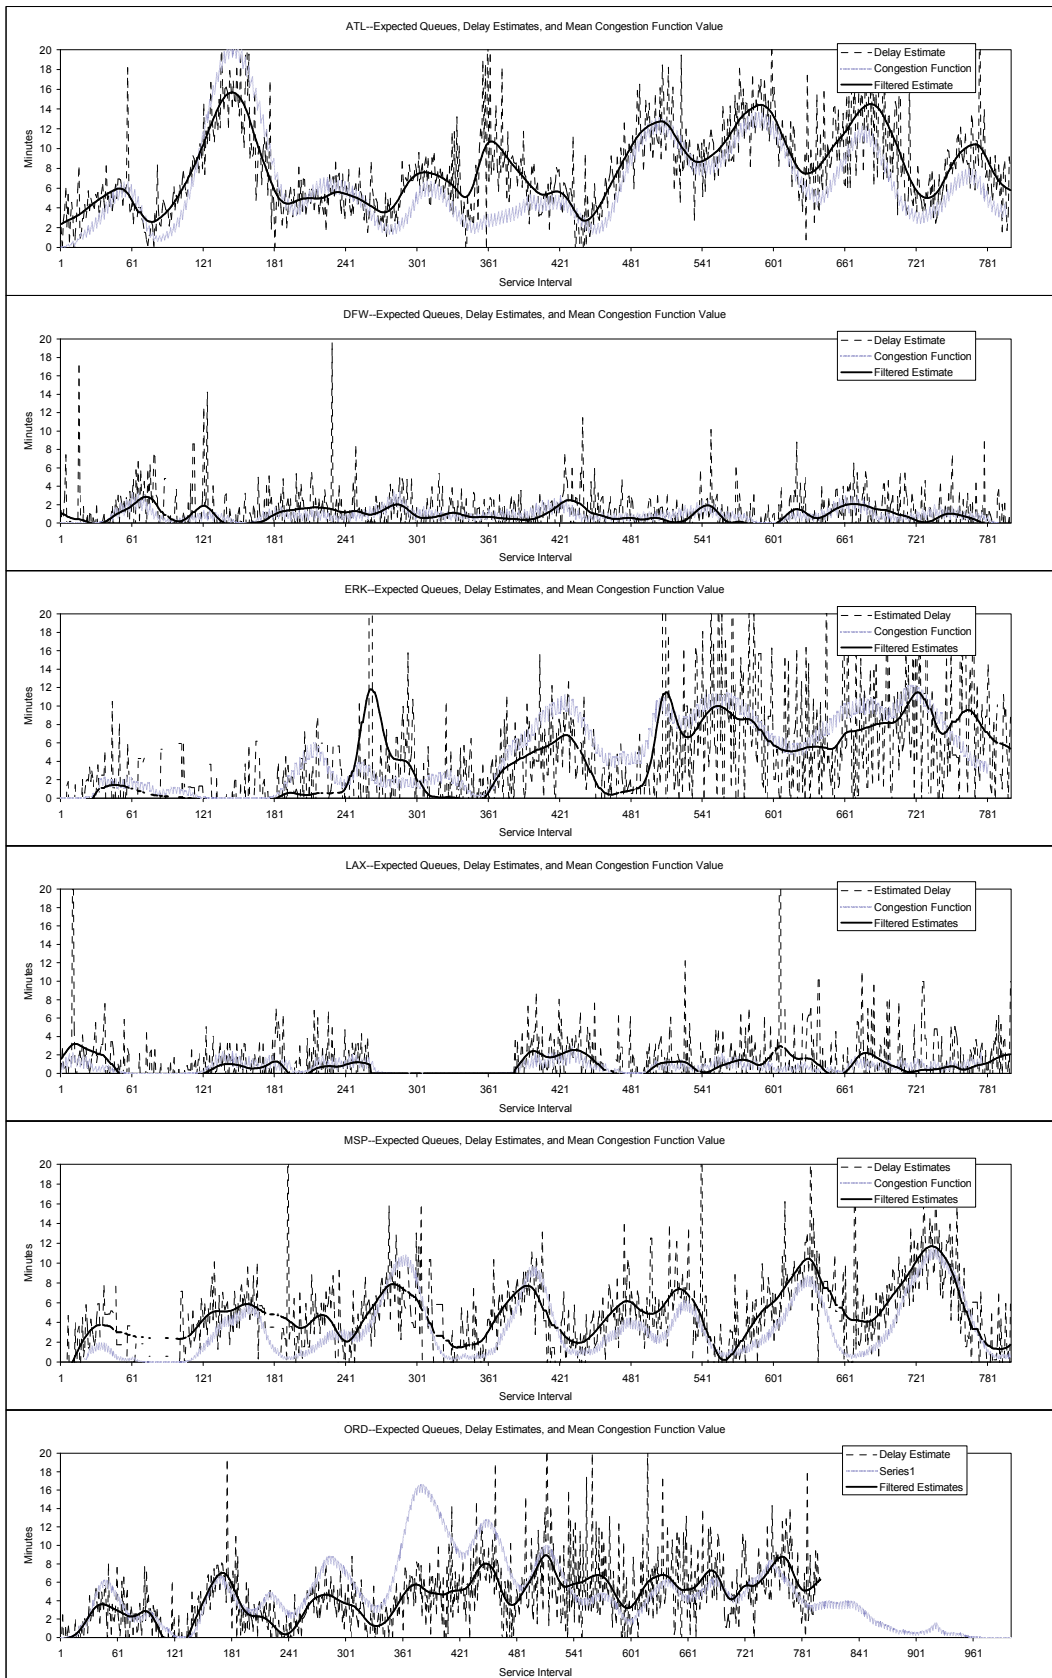 ATL--Expected Queues, Delay Estimates, and Mean Congestion Function Value
Delay Estimate
Congestion Function
Filtered Estimate
Minutes
20
18
16
14
12
10
8
6
4
2
0
1 61 121 181 241 301 361 421 481 541 601 661 721 781
Service Interval
DFW--Expected Queues, Delay Estimates, and Mean Congestion Function Value
Delay Estimate
Congestion Function
Filtered Estimate
Minutes
20
18
16
14
12
10
8
6
4
2
0
1 61 121 181 241 301 361 421 481 541 601 661 721 781
Service Interval
ERK--Expected Queues, Delay Estimates, and Mean Congestion Function Value
Estimated Delay
Congestion Function
Filtered Estimates
Minutes
20
18
16
14
12
10
8
6
4
2
0
1 61 121 181 241 301 361 421 481 541 601 661 721 781
Service Interval
LAX--Expected Queues, Delay Estimates, and Mean Congestion Function Value
Estimated Delay
Congestion Function
Filtered Estimates
Minutes
20
18
16
14
12
10
8
6
4
2
0
1 61 121 181 241 301 361 421 481 541 601 661 721 781
Service Interval
MSP--Expected Queues, Delay Estimates, and Mean Congestion Function Value
Delay Estimates
Congestion Function
Filtered Estimates
Minutes
20
18
16
14
12
10
8
6
4
2
0
1 61 121 181 241 301 361 421 481 541 601 661 721 781
Service Interval
ORD--Expected Queues, Delay Estimates, and Mean Congestion Function Value
Delay Estimate
Series1
Filtered Estimates
Minutes
20
18
16
14
12
10
8
6
4
2
0
1 61 121 181 241 301 361 421 481 541 601 661 721 781 841 901 961
Service Interval